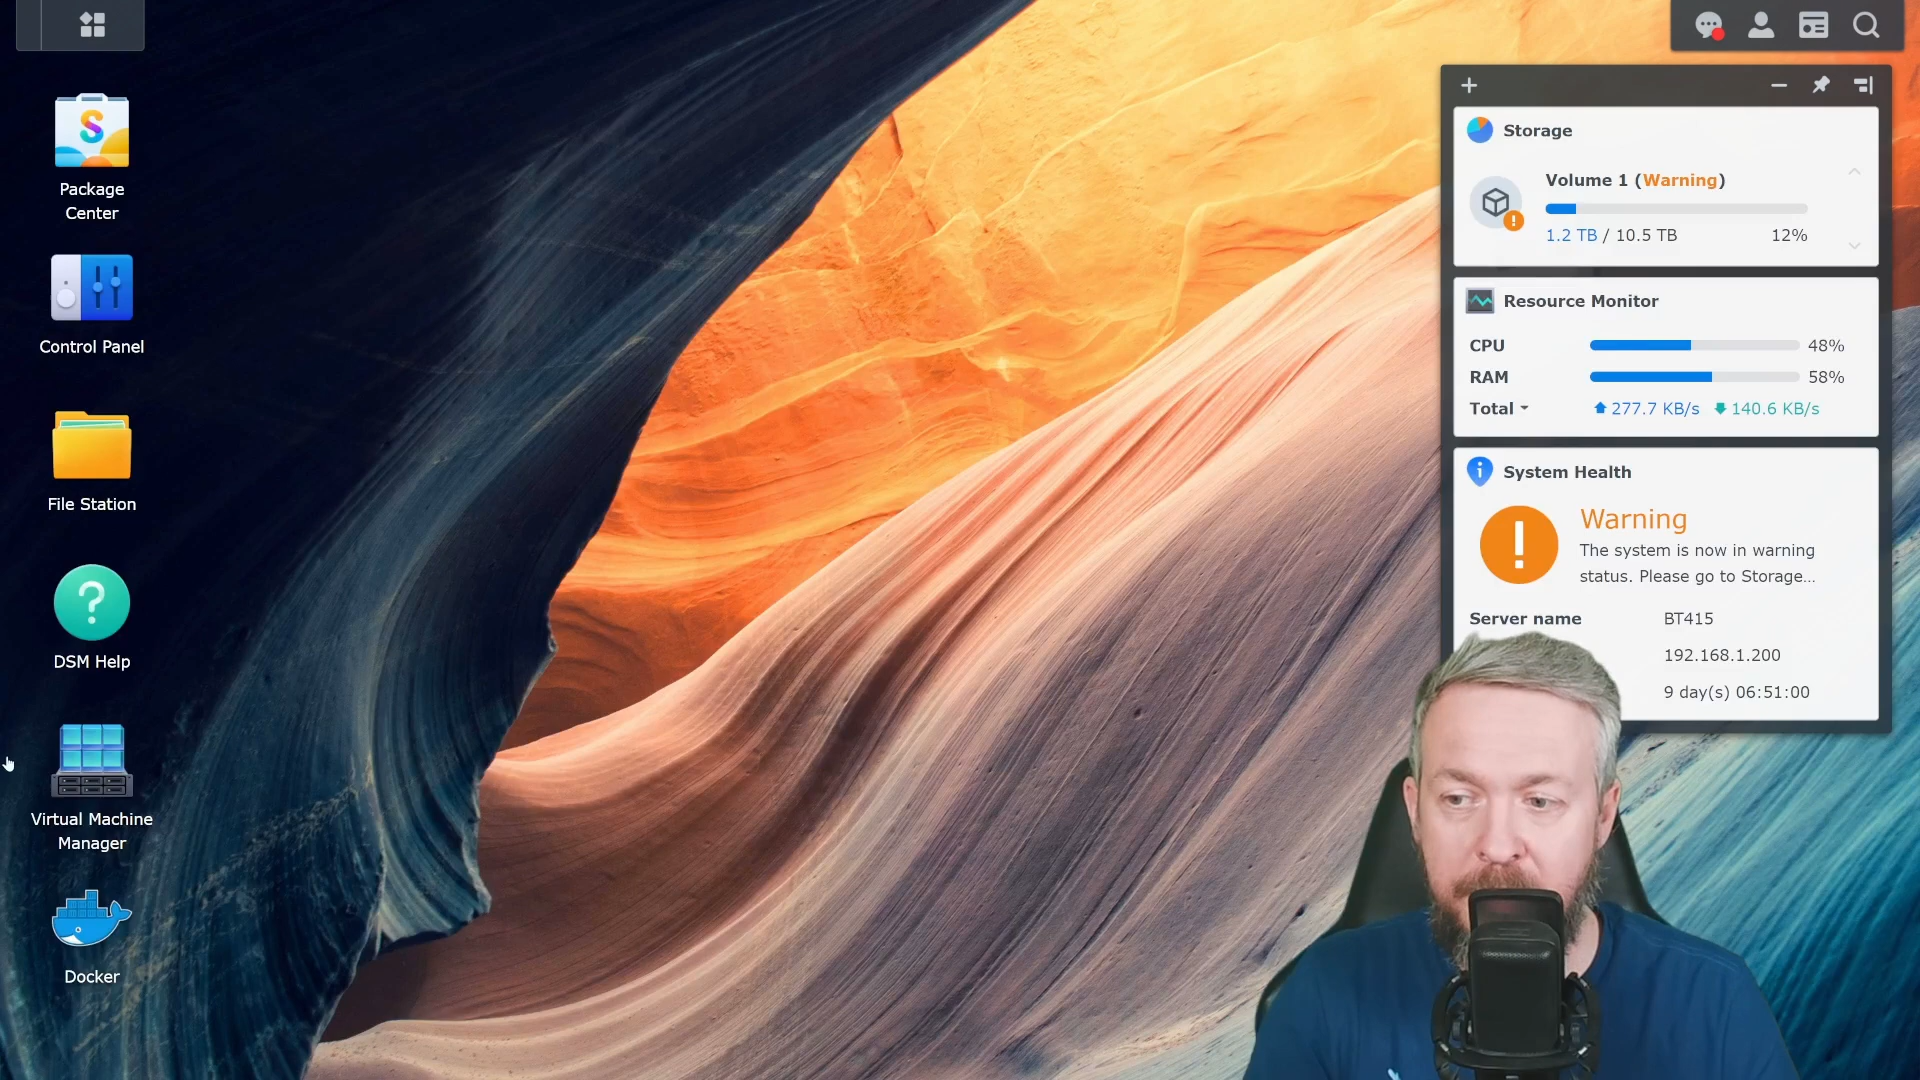 Package
Center
Control Panel
File Station
DSM Help
Virtual Machine
Manager
Docker
Storage
Volume 1 (Warning)
1.2 TB / 10.5 TB 12%
Resource Monitor
CPU 48%
RAM 58%
Total 277.7 KB/s 140.6 KB/s
System Health
Warning
The system is now in warning
status. Please go to Storage...
Server name BT415
192.168.1.200
9 day(s) 06:51:00